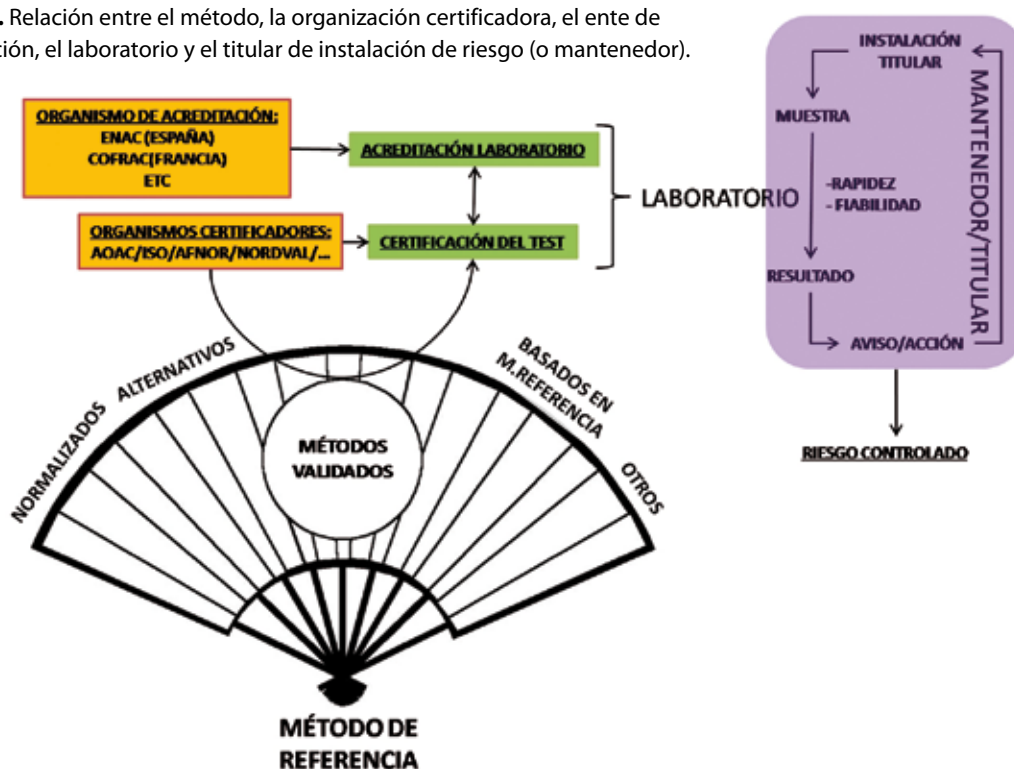 . Relación entre el método, la organización certificadora, el ente de
ción, el laboratorio y el titular de instalación de riesgo (o mantenedor).
ORGANISMO DE ACREDITACIÓN:
ENAC (ESPAÑA)
COFRAC(FRANCIA)
ETC
ACREDITACIÓN LABORATORIO
ORGANISMOS CERTIFICADORES:
AOAC/ISO/AFNOR/NORDVAL/...
CERTIFICACIÓN DEL TEST
LABORATORIO
INSTALACIÓN
TITULAR
MUESTRA
-RAPIDEZ
- FIABILIDAD
RESULTADO
AVISO/ACCIÓN
MANTENEDOR/TITULAR
RIESGO CONTROLADO
NORMALIZADOS
ALTERNATIVOS
BASADOS EN
M.REFERENCIA
OTROS
MÉTODOS
VALIDADOS
MÉTODO DE
REFERENCIA